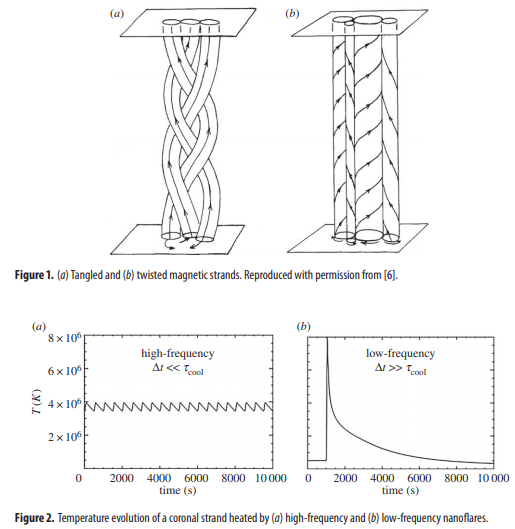 (a)
(b)
Figure 1. (a) Tangled and (b) twisted magnetic strands. Reproduced with permission from [6].
(a)
8 × 10⁶
6 × 10⁶
4 × 10⁶
2 × 10⁶
T (K)
high-frequency
Δt << τcool
0 2000 4000 6000 8000 10 000
time (s)
(b)
low-frequency
Δt >> τcool
0 2000 4000 6000 8000 10 000
time (s)
Figure 2. Temperature evolution of a coronal strand heated by (a) high-frequency and (b) low-frequency nanoflares.